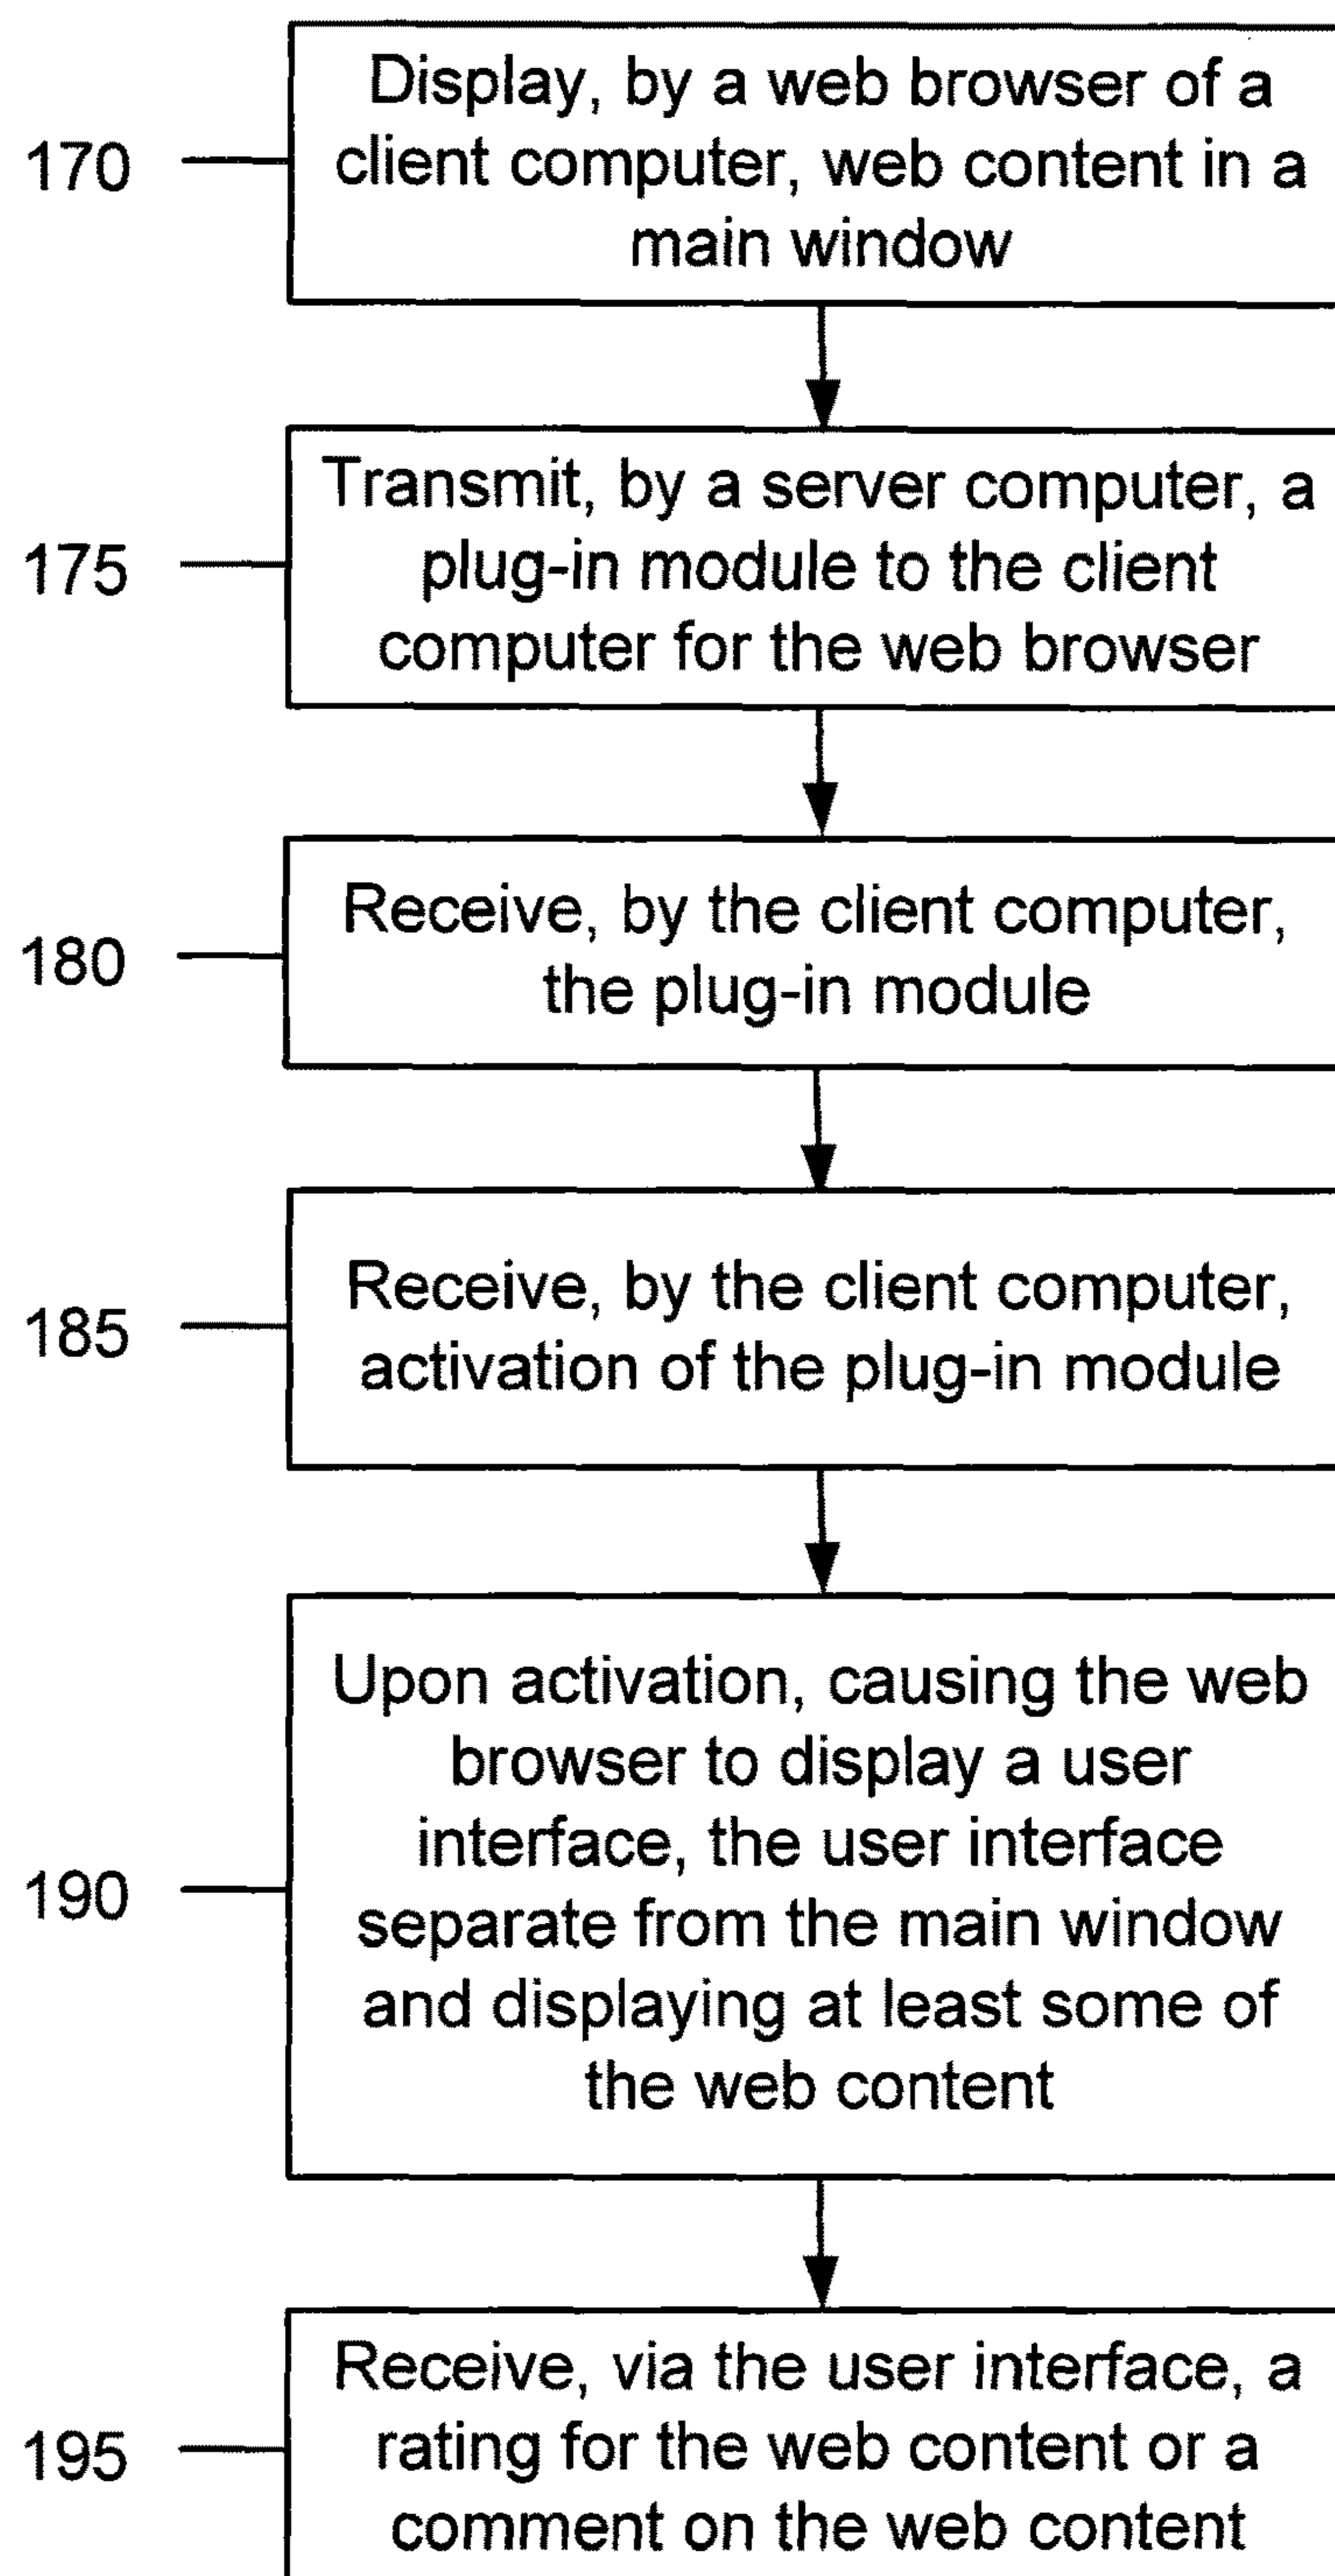 170
Display, by a web browser of a
client computer, web content in a
main window
175
Transmit, by a server computer, a
plug-in module to the client
computer for the web browser
180
Receive, by the client computer,
the plug-in module
185
Receive, by the client computer,
activation of the plug-in module
190
Upon activation, causing the web
browser to display a user
interface, the user interface
separate from the main window
and displaying at least some of
the web content
195
Receive, via the user interface, a
rating for the web content or a
comment on the web content